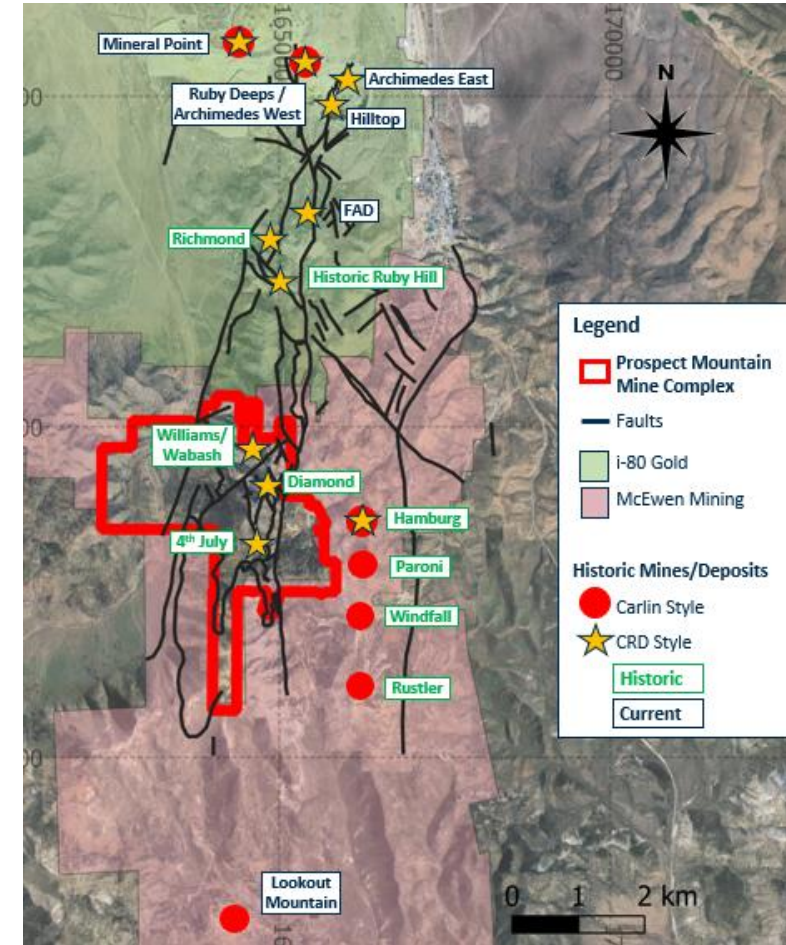 165000
170000
Mineral Point
Archimedes East
Ruby Deeps /
Archimedes West
Hilltop
N
FAD
Richmond
Historic Ruby Hill
Williams/
Wabash
Diamond
4th July
Hamburg
Paroni
Windfall
Rustler
Lookout
Mountain
Legend
Prospect Mountain
Mine Complex
Faults
i-80 Gold
McEwen Mining
Historic Mines/Deposits
Carlin Style
CRD Style
Historic
Current
0 1 2 km